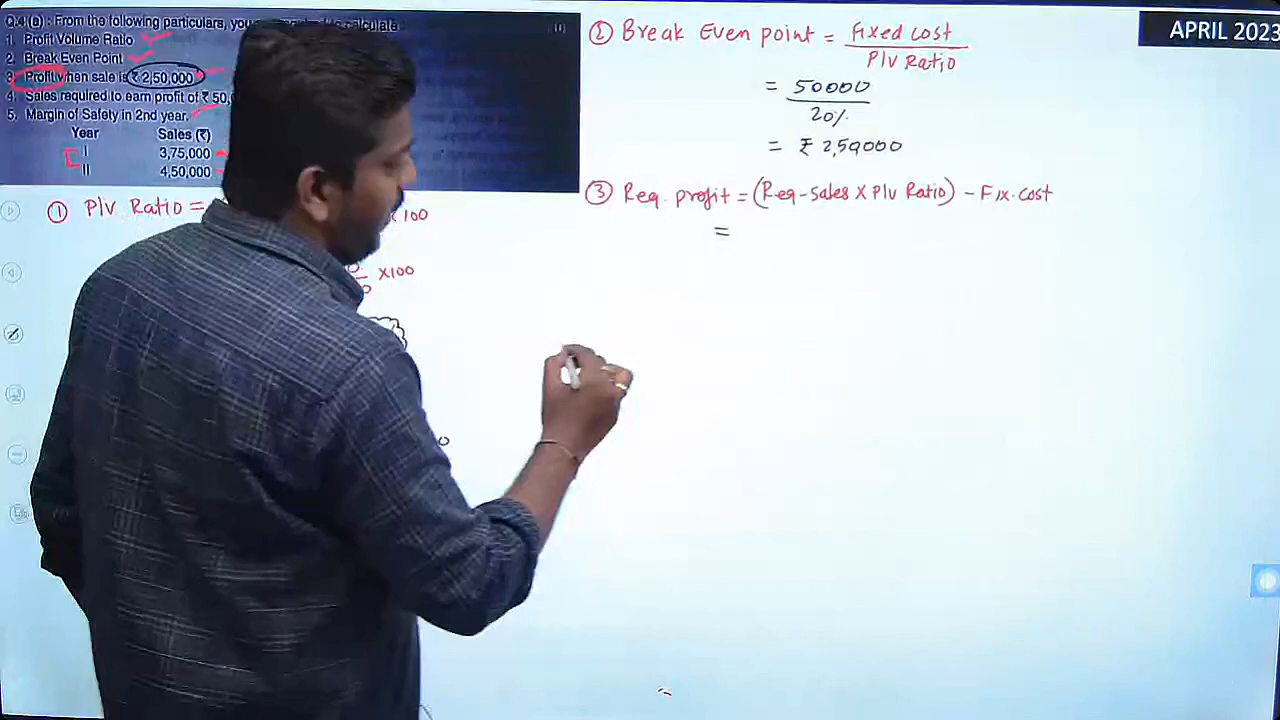 Q.4 (B) : From the following particulars, you calculate
1. Profit Volume Ratio
2. Break Even Point
3. Profit when sale is ₹ 2,50,000
4. Sales required to earn profit of ₹ 50,
5. Margin of Safety in 2nd year.
Year Sales (₹)
I 3,75,000
II 4,50,000
APRIL 2023
① P/V Ratio =
x 100
x100
② Break Even point = Fixed cost
P/V Ratio
= 50000
20%
= ₹ 2,50000
③ Req. profit = (Req-Sales X P/V Ratio) - Fix.cost
=